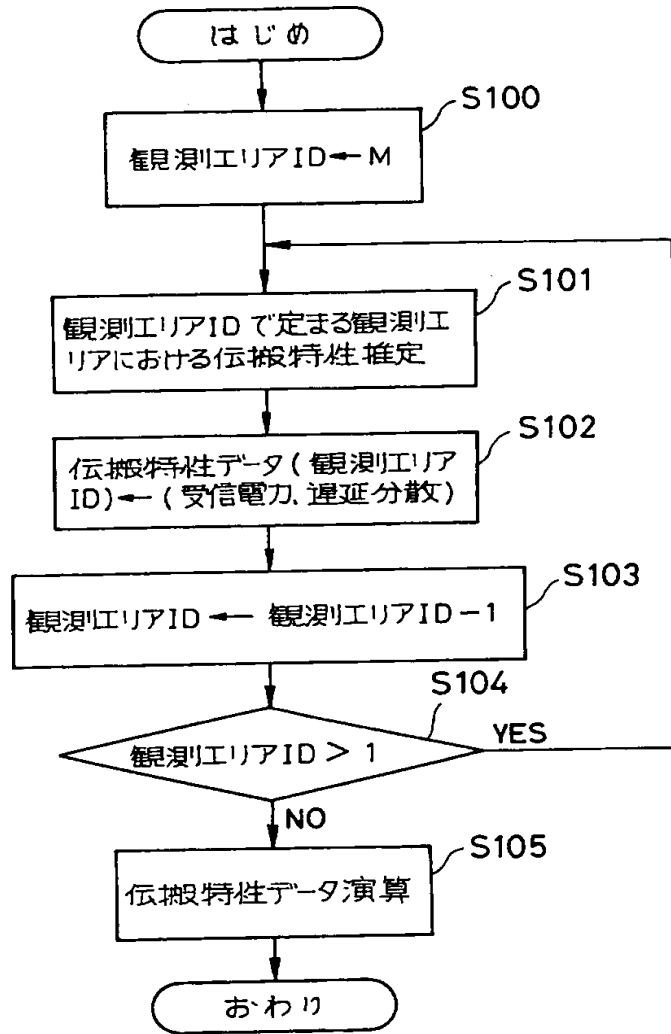 はじめ
S100
観測エリアID←M
S101
観測エリアIDで定まる観測エ
リアにおける伝搬特性推定
S102
伝搬特性データ(観測エリア
ID)←(受信電力、遅延分散)
S103
観測エリアID←観測エリアID-1
S104
観測エリアID>1
YES
NO
S105
伝搬特性データ演算
おわり